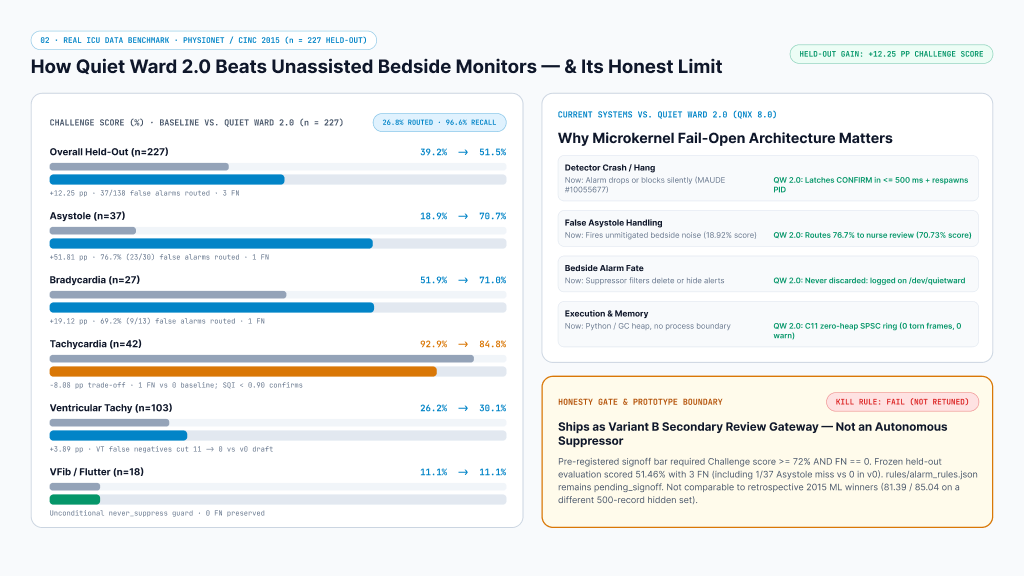 02 · REAL ICU DATA BENCHMARK · PHYSIONET / CINC 2015 (n = 227 HELD-OUT)
How Quiet Ward 2.0 Beats Unassisted Bedside Monitors — & Its Honest Limit
HELD-OUT GAIN: +12.25 PP CHALLENGE SCORE
CHALLENGE SCORE (%) · BASELINE VS. QUIET WARD 2.0 (n = 227)
26.8% ROUTED · 96.6% RECALL
Overall Held-Out (n=227)
39.2% → 51.5%
+12.25 pp · 37/138 false alarms routed · 3 FN
Asystole (n=37)
18.9% → 70.7%
+51.81 pp · 76.7% (23/30) false alarms routed · 1 FN
Bradycardia (n=27)
51.9% → 71.0%
+19.12 pp · 69.2% (9/13) false alarms routed · 1 FN
Tachycardia (n=42)
92.9% → 84.8%
-8.08 pp trade-off · 1 FN vs 0 baseline; SQI < 0.90 confirms
Ventricular Tachy (n=103)
26.2% → 30.1%
+3.89 pp · VT false negatives cut 11 → 0 vs v0 draft
VFib / Flutter (n=18)
11.1% → 11.1%
Unconditional never_suppress guard · 0 FN preserved
CURRENT SYSTEMS VS. QUIET WARD 2.0 (QNX 8.0)
Why Microkernel Fail-Open Architecture Matters
Detector Crash / Hang
Now: Alarm drops or blocks silently (MAUDE
#10055677)
QW 2.0: Latches CONFIRM in <= 500 ms + respawns
PID
False Asystole Handling
Now: Fires unmitigated bedside noise (18.92% score)
QW 2.0: Routes 76.7% to nurse review (70.73% score)
Bedside Alarm Fate
Now: Suppressor filters delete or hide alerts
QW 2.0: Never discarded: logged on /dev/quietward
Execution & Memory
Now: Python / GC heap, no process boundary
QW 2.0: C11 zero-heap SPSC ring (0 torn frames, 0
warn)
HONESTY GATE & PROTOTYPE BOUNDARY
KILL RULE: FAIL (NOT RETUNED)
Ships as Variant B Secondary Review Gateway — Not an Autonomous
Suppressor
Pre-registered signoff bar required Challenge score >= 72% AND FN == 0. Frozen held-out
evaluation scored 51.46% with 3 FN (including 1/37 Asystole miss vs 0 in v0). rules/alarm_rules.json
remains pending_signoff. Not comparable to retrospective 2015 ML winners (81.39 / 85.04 on a
different 500-record hidden set).